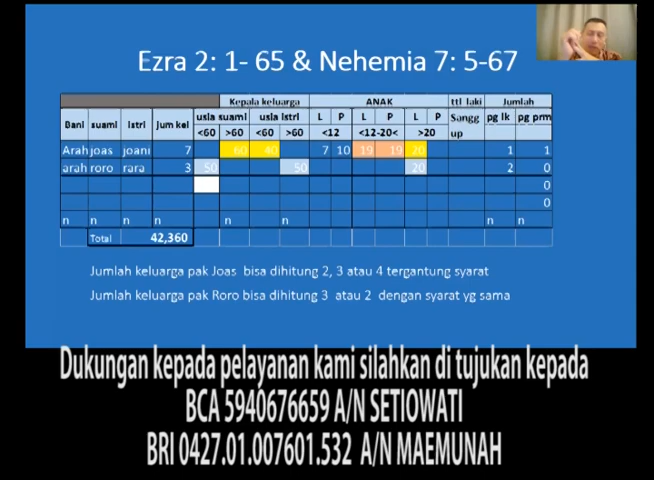 Ezra 2: 1- 65 & Nehemia 7: 5-67
Kepala keluarga ANAK ttl laki Jumlah
Bani suami istri jum kel usia suami usia istri L P L P L P Sangg up pg lk pg prm
<60 >60 <60 >60 <12 <12-20< >20
Arah joas joani 7 60 40 7 10 19 19 20 1 1
arah roro rara 3 50 50 20 2 0
0
0
n n n n n n n n
Total 42,360
Jumlah keluarga pak Joas bisa dihitung 2, 3 atau 4 tergantung syarat
Jumlah keluarga pak Roro bisa dihitung 3 atau 2 dengan syarat yg sama
Dukungan kepada pelayanan kami silahkan di tujukan kepada
BCA 5940676659 A/N SETIOWATI
BRI 0427.01.007601.532 A/N MAEMUNAH